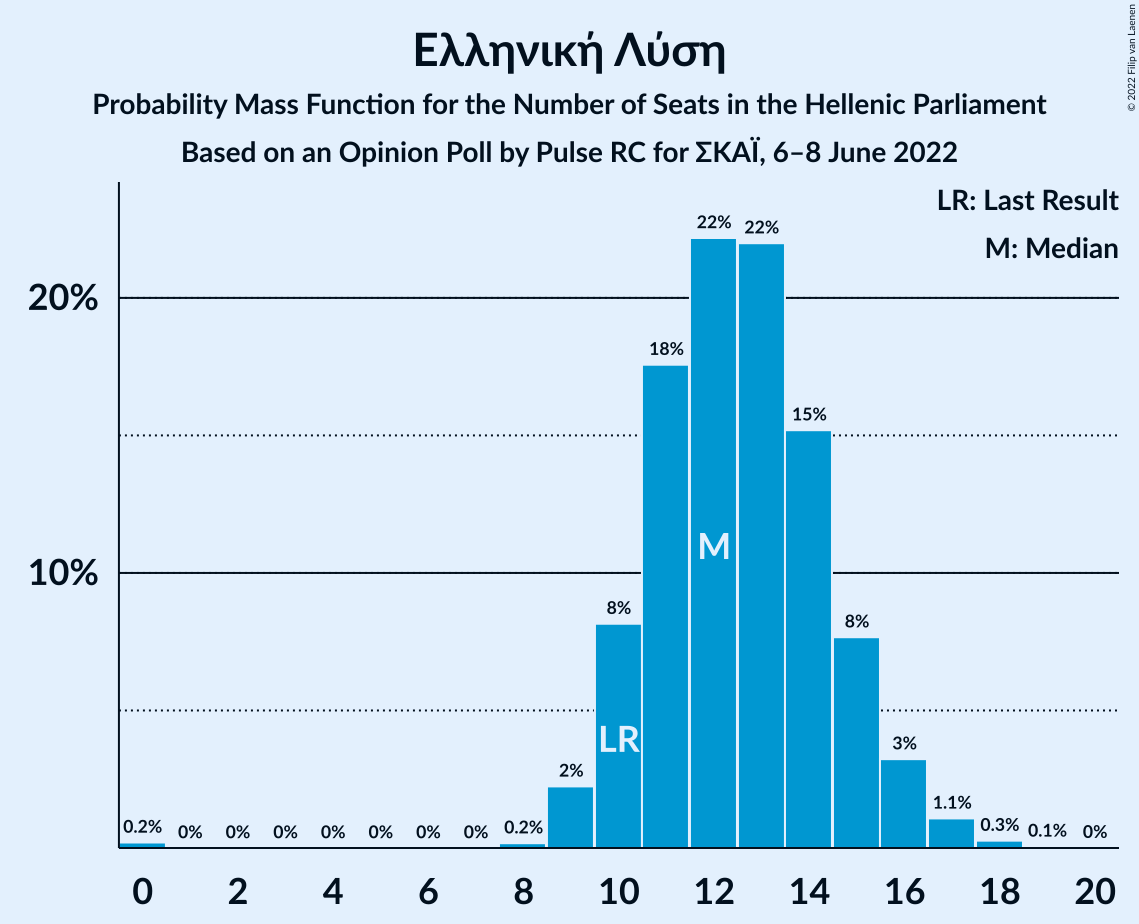 Ελληνική Λύση
Probability Mass Function for the Number of Seats in the Hellenic Parliament
Based on an Opinion Poll by Pulse RC for ΣΚΑΪ, 6–8 June 2022
© 2022 Filip van Laenen
LR: Last Result
M: Median
20%
10%
0.2%
0%
0%
0%
0%
0%
0%
0%
0.2%
2%
8%
18%
22%
22%
15%
8%
3%
1.1%
0.3%
0.1%
0%
LR
M
0 2 4 6 8 10 12 14 16 18 20